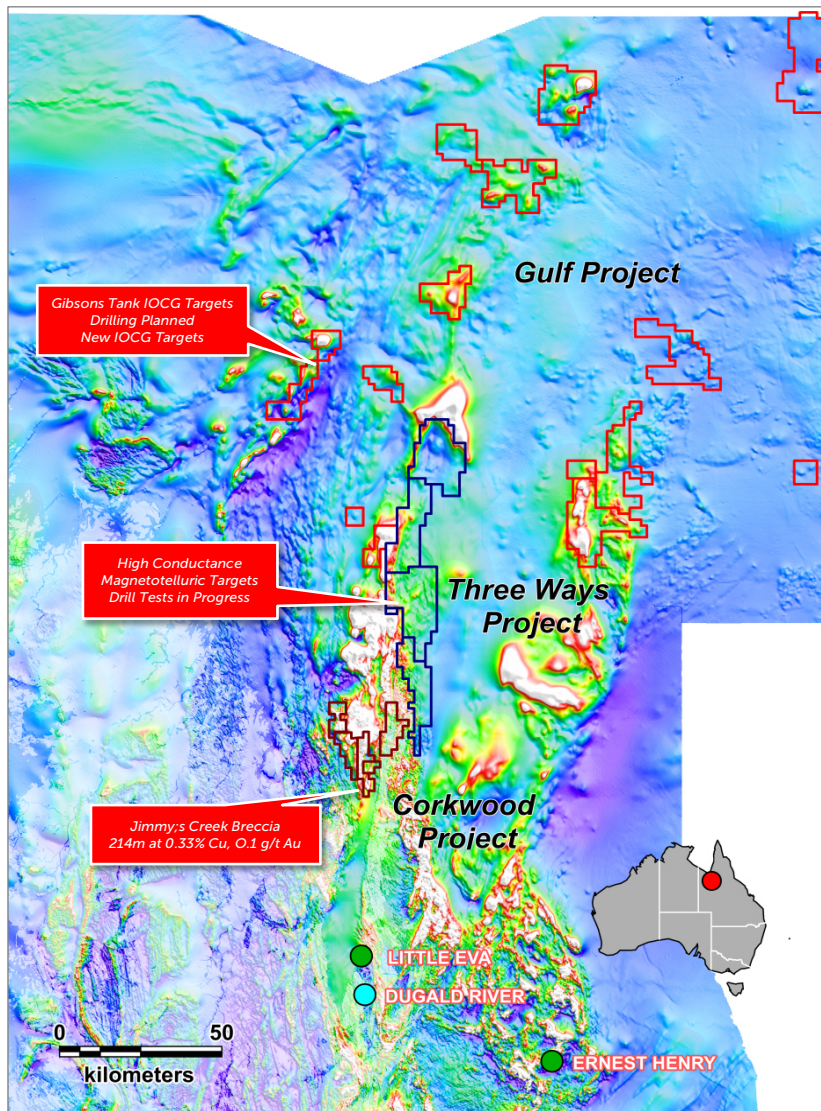 Gulf Project
Gibsons Tank IOCG Targets
Drilling Planned
New IOCG Targets
High Conductance
Magnetotelluric Targets
Drill Tests in Progress
Three Ways
Project
Corkwood
Project
Jimmy;s Creek Breccia
214m at 0.33% Cu, O.1 g/t Au
LITTLE EVA
DUGALD RIVER
ERNEST HENRY
0 50
kilometers